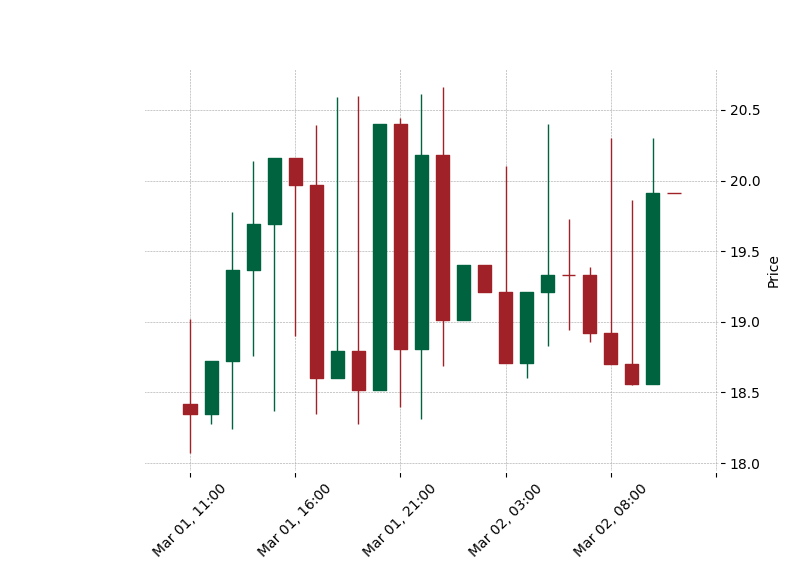 20.5
20.0
19.5
19.0
18.5
18.0
Price
Mar 01, 11:00
Mar 01, 16:00
Mar 01, 21:00
Mar 02, 03:00
Mar 02, 08:00